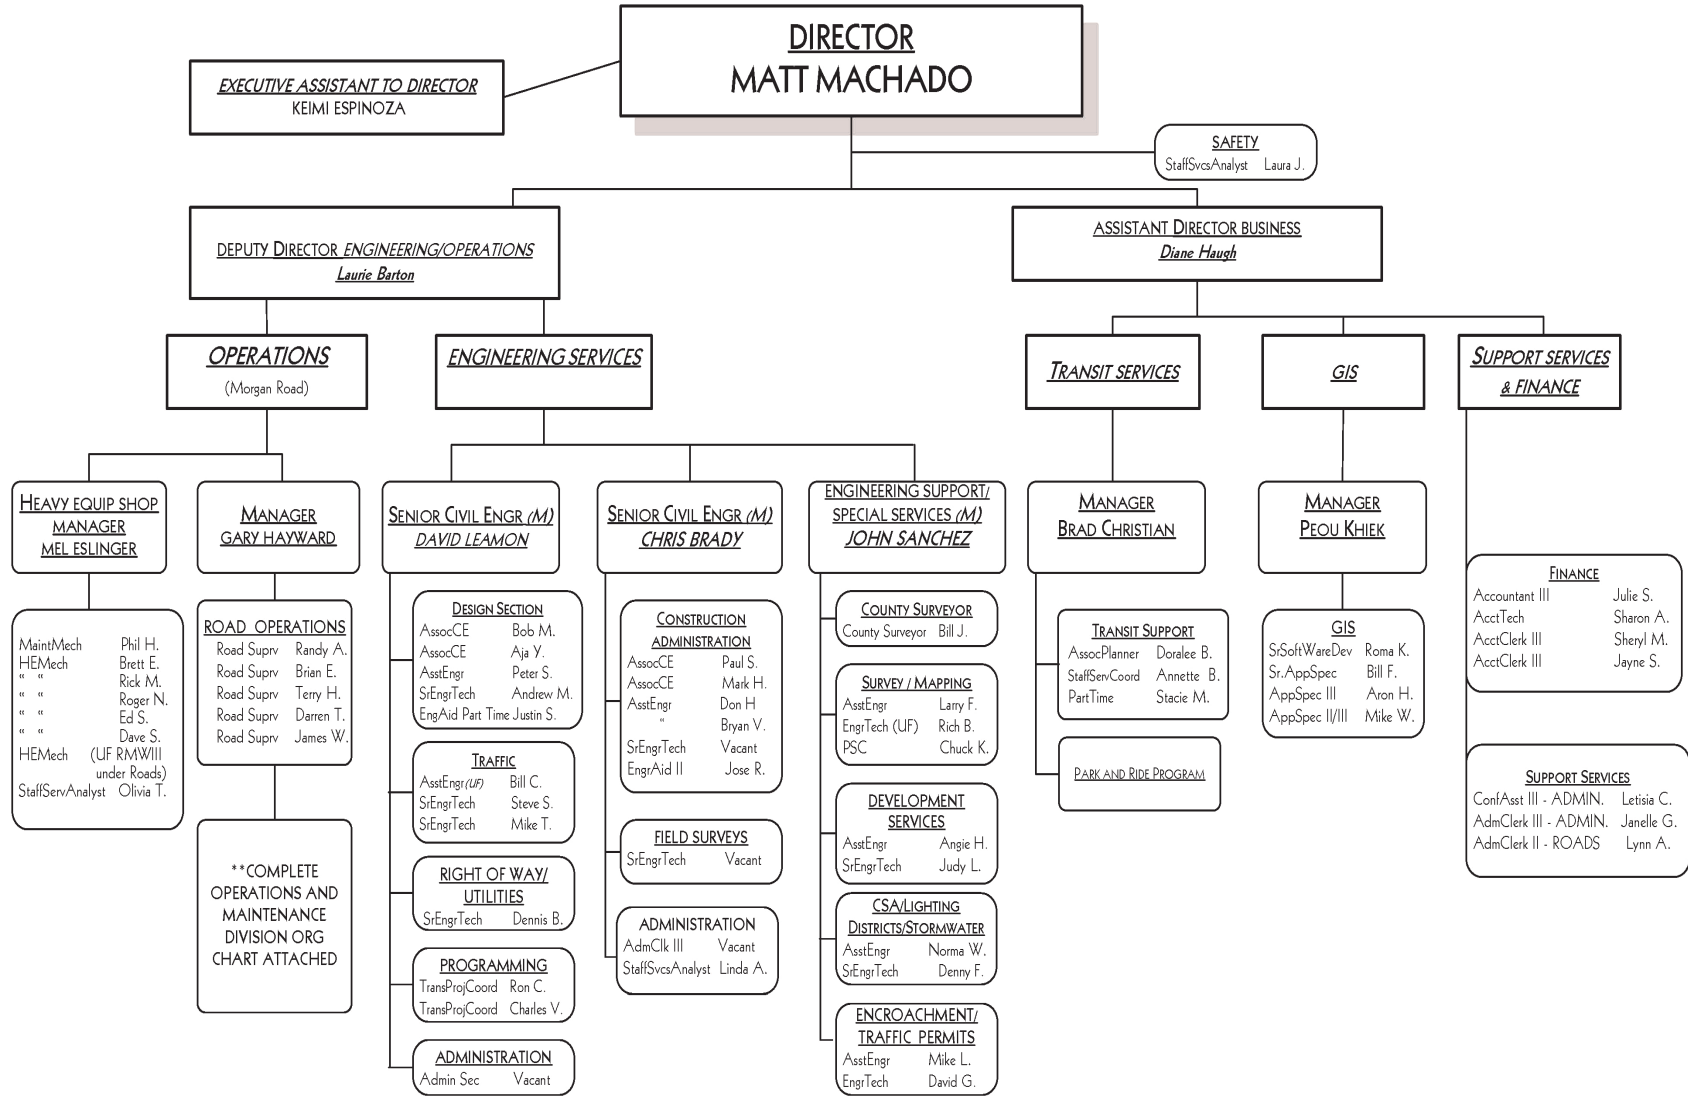 DIRECTOR
MATT MACHADO
EXECUTIVE ASSISTANT TO DIRECTOR
KEIMI ESPINOZA
SAFETY
StaffSvcsAnalyst Laura J.
DEPUTY DIRECTOR ENGINEERING/OPERATIONS
Laurie Barton
ASSISTANT DIRECTOR BUSINESS
Diane Haugh
OPERATIONS
(Morgan Road)
ENGINEERING SERVICES
TRANSIT SERVICES
GIS
SUPPORT SERVICES
& FINANCE
HEAVY EQUIP SHOP
MANAGER
MEL ESLINGER
MaintMech Phil H.
HEMech Brett E.
“ “ Rick M.
“ “ Roger N.
“ “ Ed S.
“ “ Dave S.
HEMech (UF RMWIII
under Roads)
StaffServAnalyst Olivia T.
MANAGER
GARY HAYWARD
ROAD OPERATIONS
Road Suprv Randy A.
Road Suprv Brian E.
Road Suprv Terry H.
Road Suprv Darren T.
Road Suprv James W.
**COMPLETE
OPERATIONS AND
MAINTENANCE
DIVISION ORG
CHART ATTACHED
SENIOR CIVIL ENGR (M)
DAVID LEAMON
DESIGN SECTION
AssocCE Bob M.
AssocCE Aja Y.
AsstEngr Peter S.
SrEngrTech Andrew M.
EngAid Part Time Justin S.
TRAFFIC
AsstEngr(UF) Bill C.
SrEngrTech Steve S.
SrEngrTech Mike T.
RIGHT OF WAY/
UTILITIES
SrEngrTech Dennis B.
PROGRAMMING
TransProjCoord Ron C.
TransProjCoord Charles V.
ADMINISTRATION
Admin Sec Vacant
SENIOR CIVIL ENGR (M)
CHRIS BRADY
CONSTRUCTION
ADMINISTRATION
AssocCE Paul S.
AssocCE Mark H.
AsstEngr Don H
“ Bryan V.
SrEngrTech Vacant
EngrAid II Jose R.
FIELD SURVEYS
SrEngrTech Vacant
ADMINISTRATION
AdmClk III Vacant
StaffSvcsAnalyst Linda A.
ENGINEERING SUPPORT/
SPECIAL SERVICES (M)
JOHN SANCHEZ
COUNTY SURVEYOR
County Surveyor Bill J.
SURVEY / MAPPING
AsstEngr Larry F.
EngrTech (UF) Rich B.
PSC Chuck K.
DEVELOPMENT
SERVICES
AsstEngr Angie H.
SrEngrTech Judy L.
CSA/LIGHTING
DISTRICTS/STORMWATER
AsstEngr Norma W.
SrEngrTech Denny F.
ENCROACHMENT/
TRAFFIC PERMITS
AsstEngr Mike L.
EngrTech David G.
MANAGER
BRAD CHRISTIAN
TRANSIT SUPPORT
AssocPlanner Doralee B.
StaffServCoord Annette B.
PartTime Stacie M.
PARK AND RIDE PROGRAM
MANAGER
PEOU KHIEK
GIS
SrSoftWareDev Roma K.
Sr.AppSpec Bill F.
AppSpec III Aron H.
AppSpec II/III Mike W.
FINANCE
Accountant III Julie S.
AcctTech Sharon A.
AcctClerk III Sheryl M.
AcctClerk III Jayne S.
SUPPORT SERVICES
ConfAsst III - ADMIN. Letisia C.
AdmClerk III - ADMIN. Janelle G.
AdmClerk II - ROADS Lynn A.